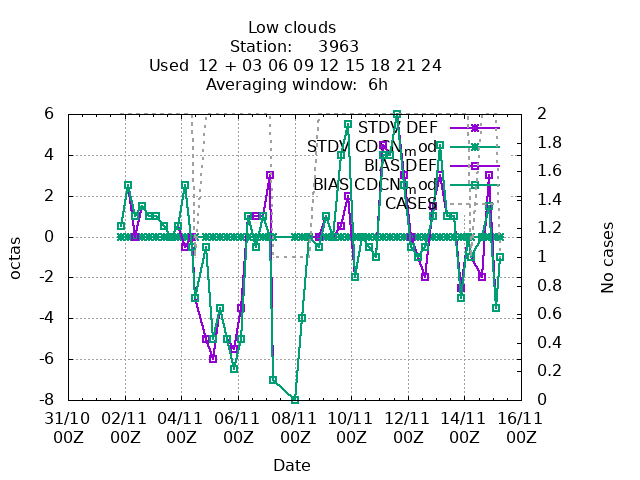 Low clouds
Station: 3963
Used 12 + 03 06 09 12 15 18 21 24
Averaging window: 6h
STDV DEF
STDV CDCN_mod
BIAS DEF
BIAS CDCN_mod
CASES
6
4
2
0
-2
-4
-6
-8
octas
2
1.8
1.6
1.4
1.2
1
0.8
0.6
0.4
0.2
0
No cases
31/10 02/11 04/11 06/11 08/11 10/11 12/11 14/11 16/11
00Z 00Z 00Z 00Z 00Z 00Z 00Z 00Z 00Z
Date